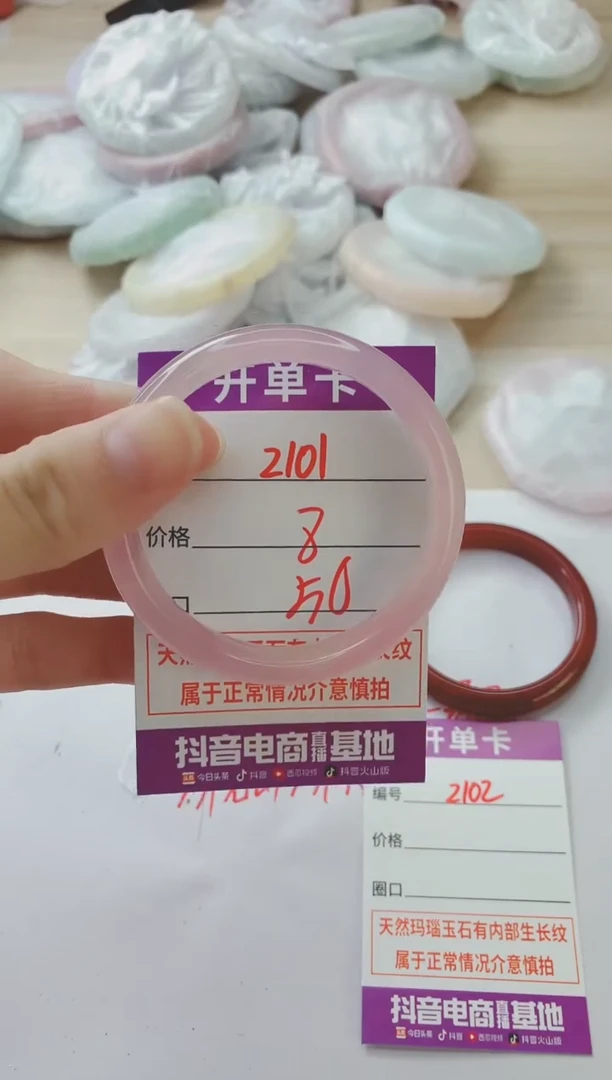 开单卡
2101
价格 8
口 50
天然 纹
属于正常情况介意慎拍
抖音电商直播基地
今日头条 抖音 西瓜视频 抖音火山版
开单卡
编号 2102
价格
圈口
天然玛瑙玉石有内部生长纹
属于正常情况介意慎拍
抖音电商直播基地
今日头条 抖音 西瓜视频 抖音火山版